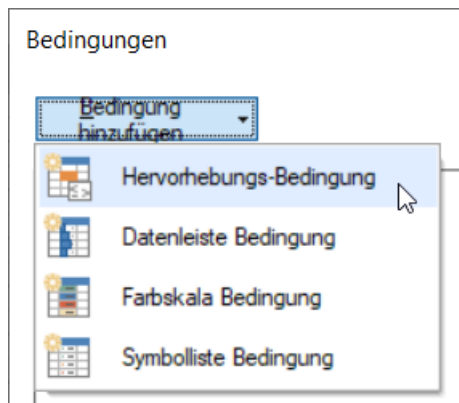 Bedingungen
Bedingung
hinzufügen
Hervorhebungs-Bedingung
Datenleiste Bedingung
Farbskala Bedingung
Symbolliste Bedingung